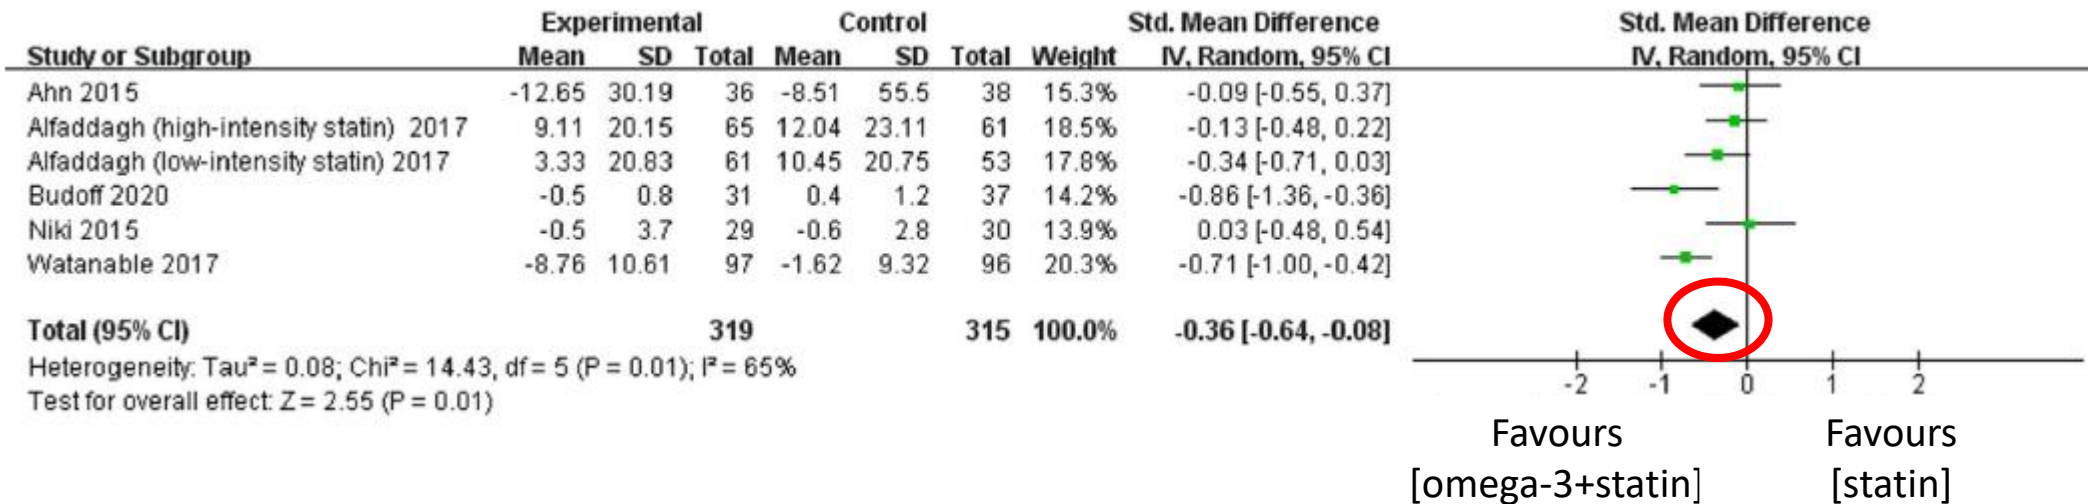 Experimental Control Std. Mean Difference Std. Mean Difference
Study or Subgroup Mean SD Total Mean SD Total Weight IV, Random, 95% CI IV, Random, 95% CI
Ahn 2015 -12.65 30.19 36 -8.51 55.5 38 15.3% -0.09 [-0.55, 0.37]
Alfaddagh (high-intensity statin) 2017 9.11 20.15 65 12.04 23.11 61 18.5% -0.13 [-0.48, 0.22]
Alfaddagh (low-intensity statin) 2017 3.33 20.83 61 10.45 20.75 53 17.8% -0.34 [-0.71, 0.03]
Budoff 2020 -0.5 0.8 31 0.4 1.2 37 14.2% -0.86 [-1.36, -0.36]
Niki 2015 -0.5 3.7 29 -0.6 2.8 30 13.9% 0.03 [-0.48, 0.54]
Watanable 2017 -8.76 10.61 97 -1.62 9.32 96 20.3% -0.71 [-1.00, -0.42]
Total (95% CI) 319 315 100.0% -0.36 [-0.64, -0.08]
Heterogeneity: Tau² = 0.08; Chi² = 14.43, df = 5 (P = 0.01); I² = 65%
Test for overall effect: Z = 2.55 (P = 0.01)
-2 -1 0 1 2
Favours Favours
[omega-3+statin] [statin]